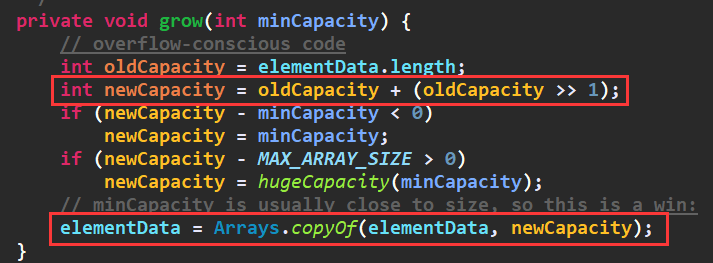 private void grow(int minCapacity) {
// overflow-conscious code
int oldCapacity = elementData.length;
int newCapacity = oldCapacity + (oldCapacity >> 1);
if (newCapacity - minCapacity < 0)
newCapacity = minCapacity;
if (newCapacity - MAX_ARRAY_SIZE > 0)
newCapacity = hugeCapacity(minCapacity);
// minCapacity is usually close to size, so this is a win:
elementData = Arrays.copyOf(elementData, newCapacity);
}